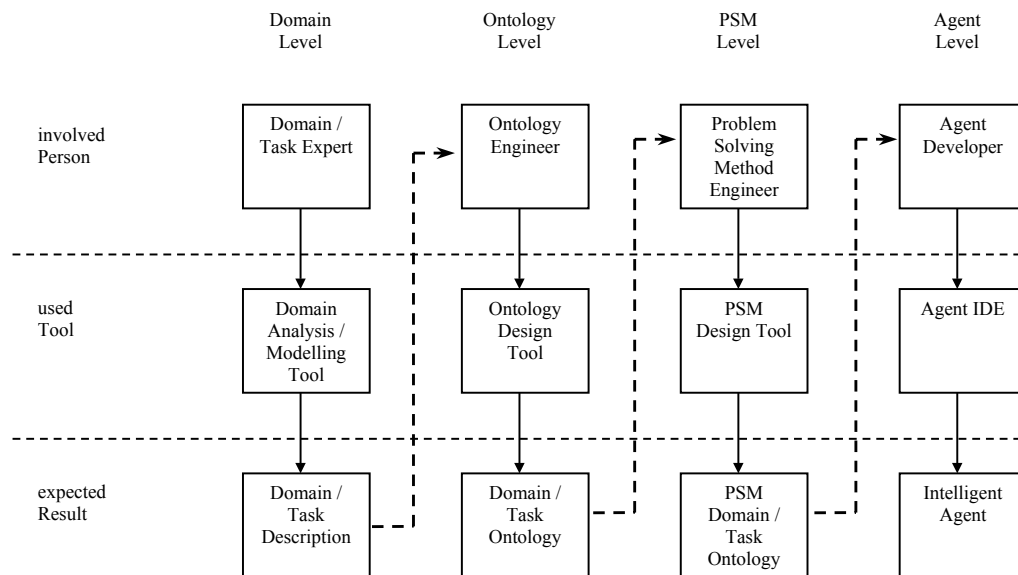 Domain
Level
Ontology
Level
PSM
Level
Agent
Level
involved
Person
Domain /
Task Expert
Ontology
Engineer
Problem
Solving
Method
Engineer
Agent
Developer
used
Tool
Domain
Analysis /
Modelling
Tool
Ontology
Design
Tool
PSM
Design Tool
Agent IDE
expected
Result
Domain /
Task
Description
Domain /
Task
Ontology
PSM
Domain /
Task
Ontology
Intelligent
Agent